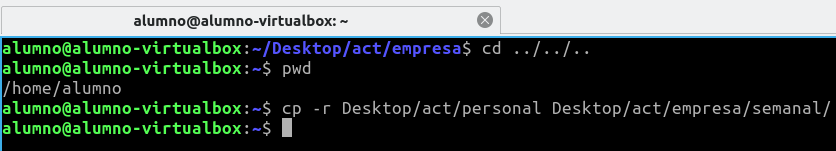 alumno@alumno-virtualbox: ~
alumno@alumno-virtualbox:~/Desktop/act/empresa$ cd ../../..
alumno@alumno-virtualbox:~$ pwd
/home/alumno
alumno@alumno-virtualbox:~$ cp -r Desktop/act/personal Desktop/act/empresa/semanal/
alumno@alumno-virtualbox:~$